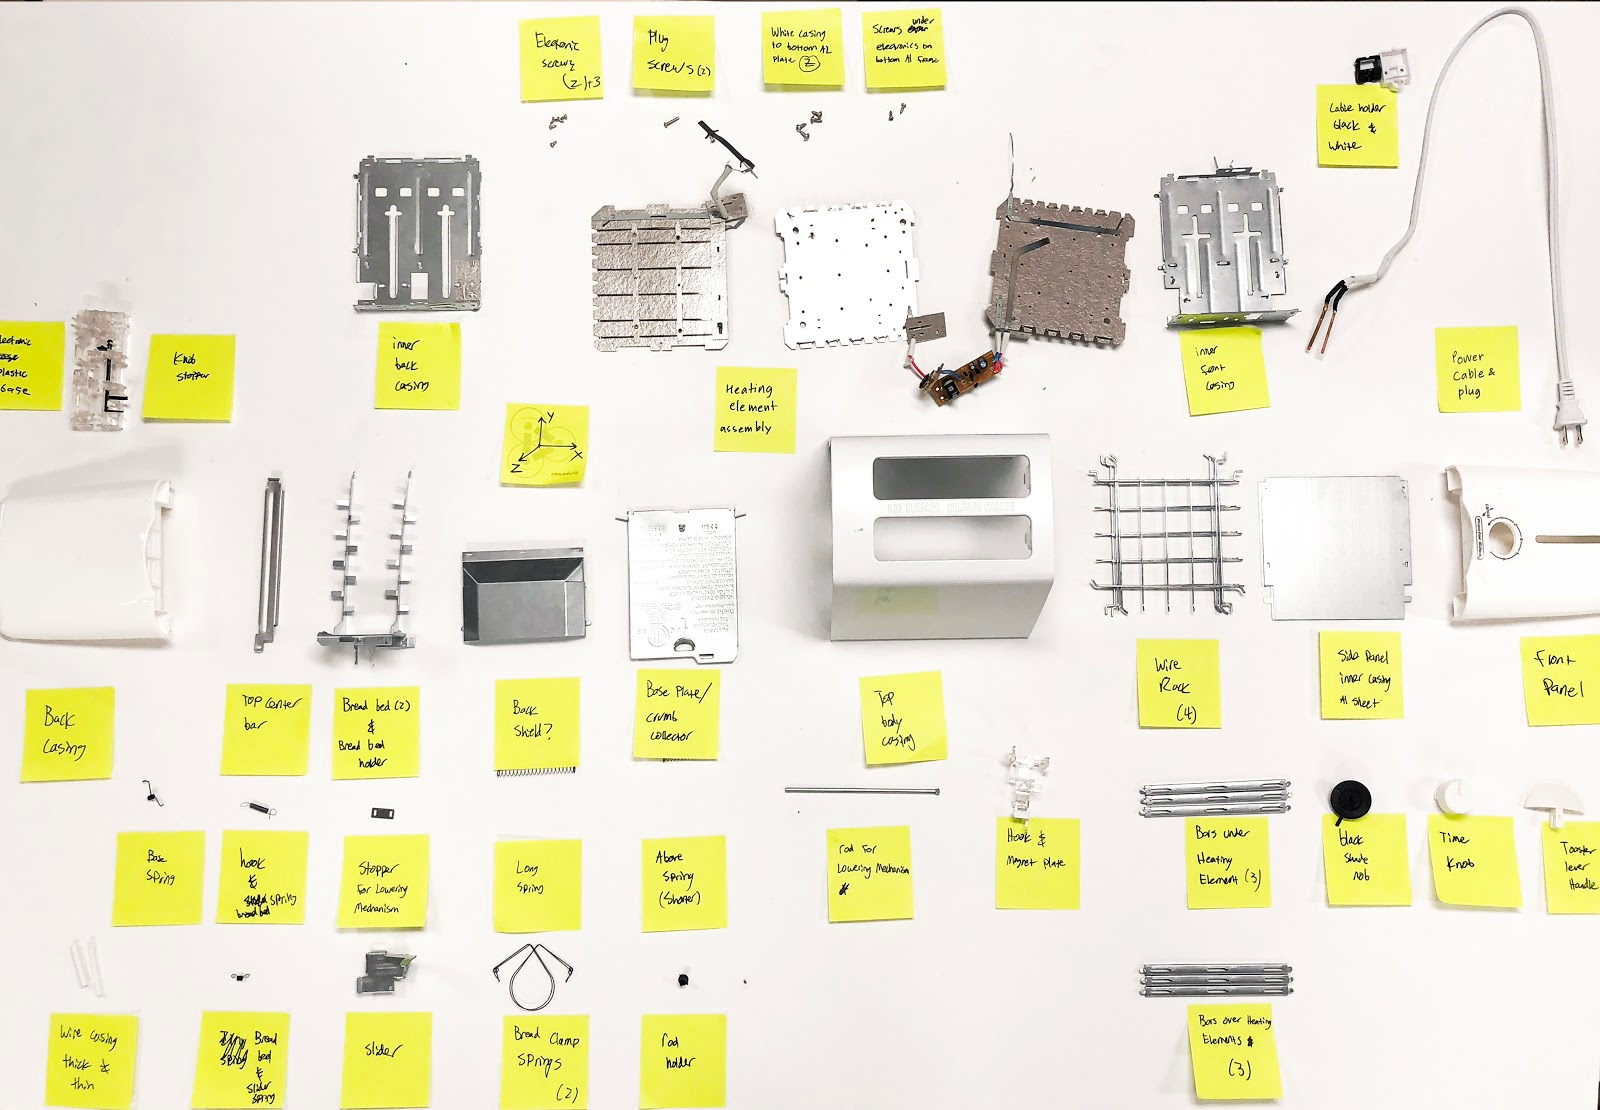 Electronic
screws
(2)+3
Plug
screws (2)
White casing
to bottom AL
Plate (2)
Screws under
electronics on
bottom Al Frame
Cable holder
black &
White
lectronic
plastic
case
Knob
Stopper
inner
back
casing
Heating
element
assembly
inner
front
casing
Power
Cable &
plug
Y
X
Z
Back
Casing
Top center
bar
Bread bed (2)
&
Bread bed
holder
Back
Shield?
Base Plate/
crumb
collector
Top
body
casing
Wire
Rack
(4)
Side Panel
inner casing
Al sheet
Front
Panel
Base
Spring
hook
&
spring
bread bed
Stopper
For Lowering
Mechanism
Long
Spring
Above
Spring
(Shorter)
rod For
Lowering Mechanism
Hook &
Magnet plate
Bars under
Heating
Element (3)
black
shade
nob
Time
Knob
Toaster
lever
Handle
Wire casing
thick &
thin
Bread
bed
&
Slider
Spring
Slider
Bread Clamp
Springs
(2)
rod
holder
Bars over Heating
Elements
(3)